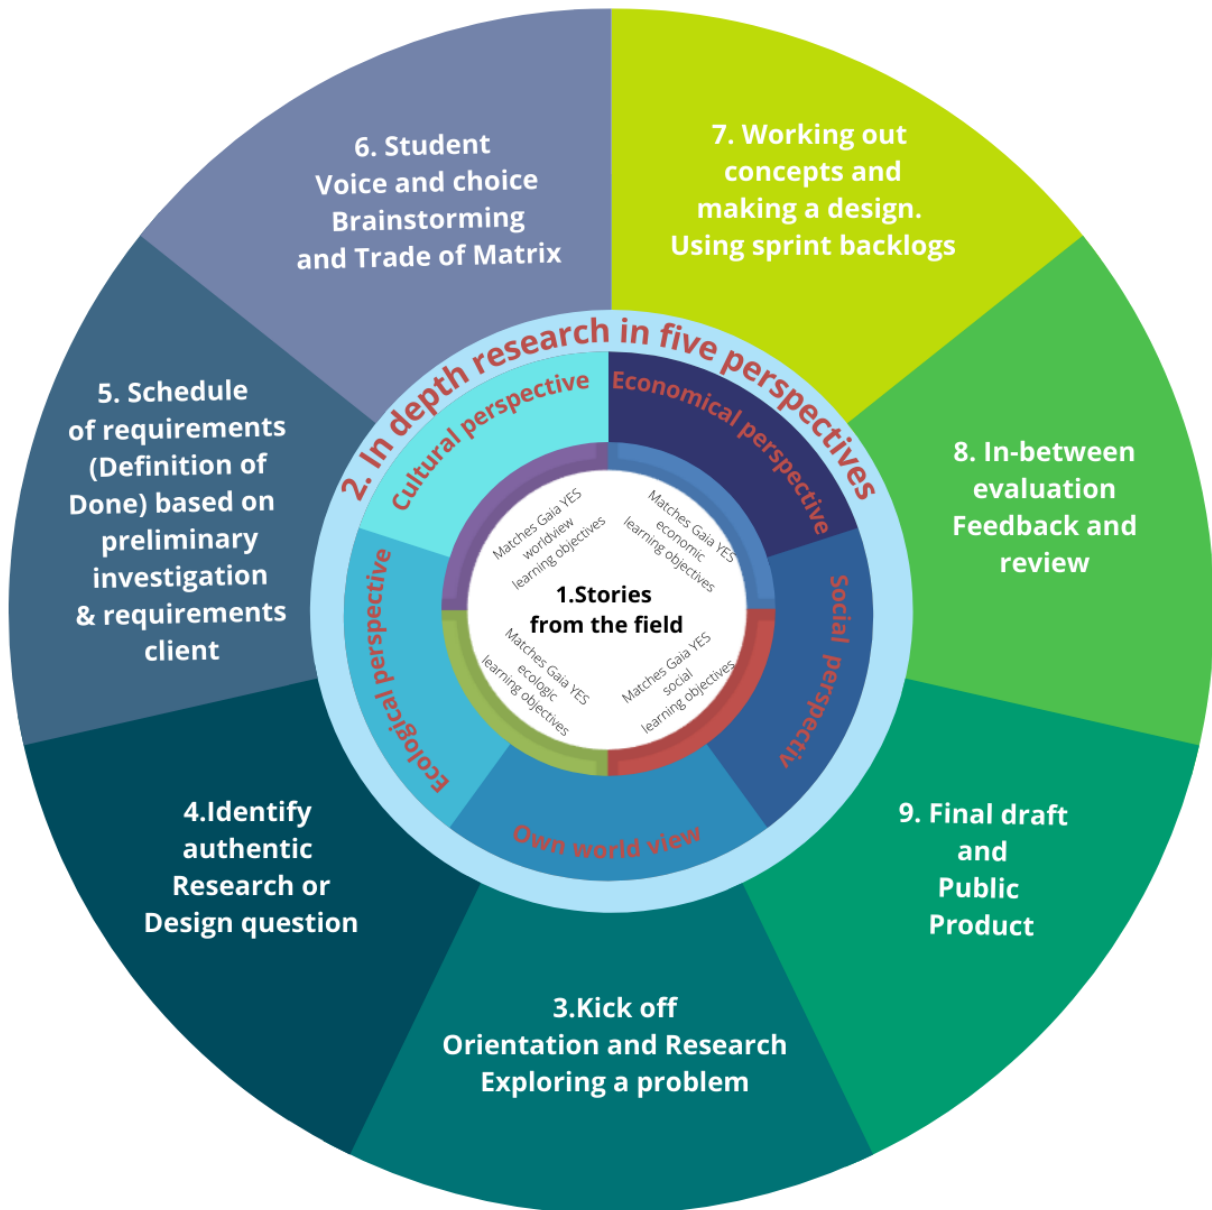 1.Stories
from the field
Matches Gaia YES
worldview
learning objectives
Matches Gaia YES
economic
learning objectives
Matches Gaia YES
ecologic
learning objectives
Matches Gaia YES
social
learning objectives
2. In depth research in five perspectives
Cultural perspective
Economical perspective
Social perspectiv
Own world view
Ecological perspective
3.Kick off
Orientation and Research
Exploring a problem
4.Identify
authentic
Research or
Design question
5. Schedule
of requirements
(Definition of
Done) based on
preliminary
investigation
& requirements
client
6. Student
Voice and choice
Brainstorming
and Trade of Matrix
7. Working out
concepts and
making a design.
Using sprint backlogs
8. In-between
evaluation
Feedback and
review
9. Final draft
and
Public
Product